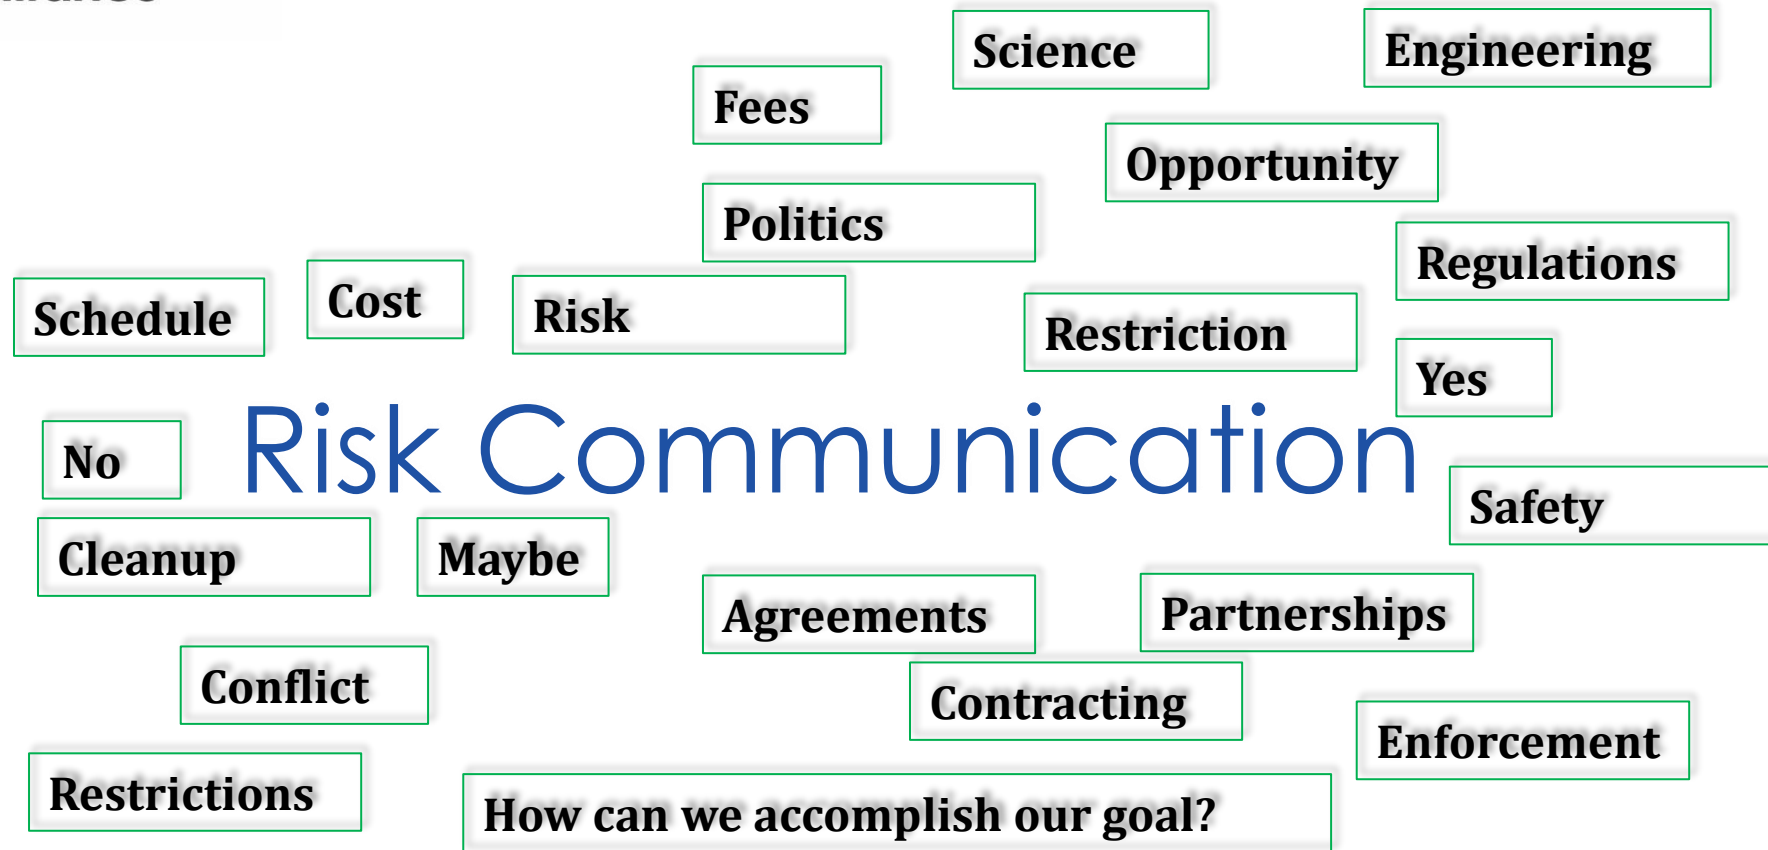 Science
Engineering
Fees
Opportunity
Politics
Regulations
Schedule
Cost
Risk
Restriction
Yes
Risk Communication
No
Safety
Cleanup
Maybe
Agreements
Partnerships
Conflict
Contracting
Enforcement
Restrictions
How can we accomplish our goal?